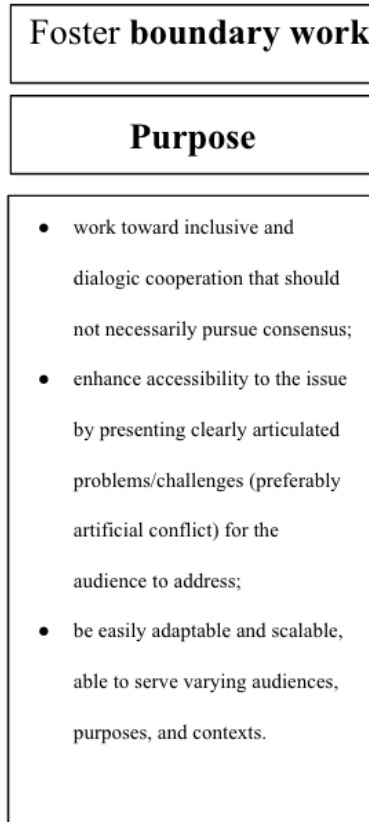 Foster boundary work
Purpose
● work toward inclusive and
dialogic cooperation that should
not necessarily pursue consensus;
● enhance accessibility to the issue
by presenting clearly articulated
problems/challenges (preferably
artificial conflict) for the
audience to address;
● be easily adaptable and scalable,
able to serve varying audiences,
purposes, and contexts.